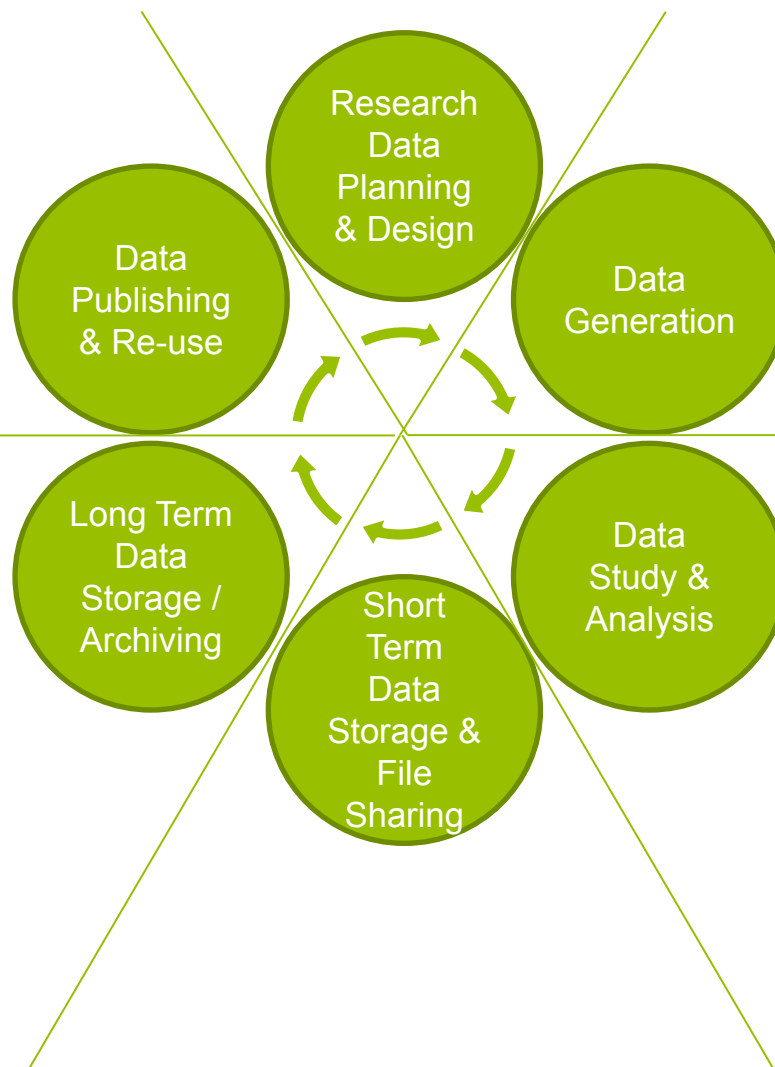 Research
Data
Planning
& Design
Data
Generation
Data
Study &
Analysis
Short
Term
Data
Storage &
File
Sharing
Long Term
Data
Storage /
Archiving
Data
Publishing
& Re-use